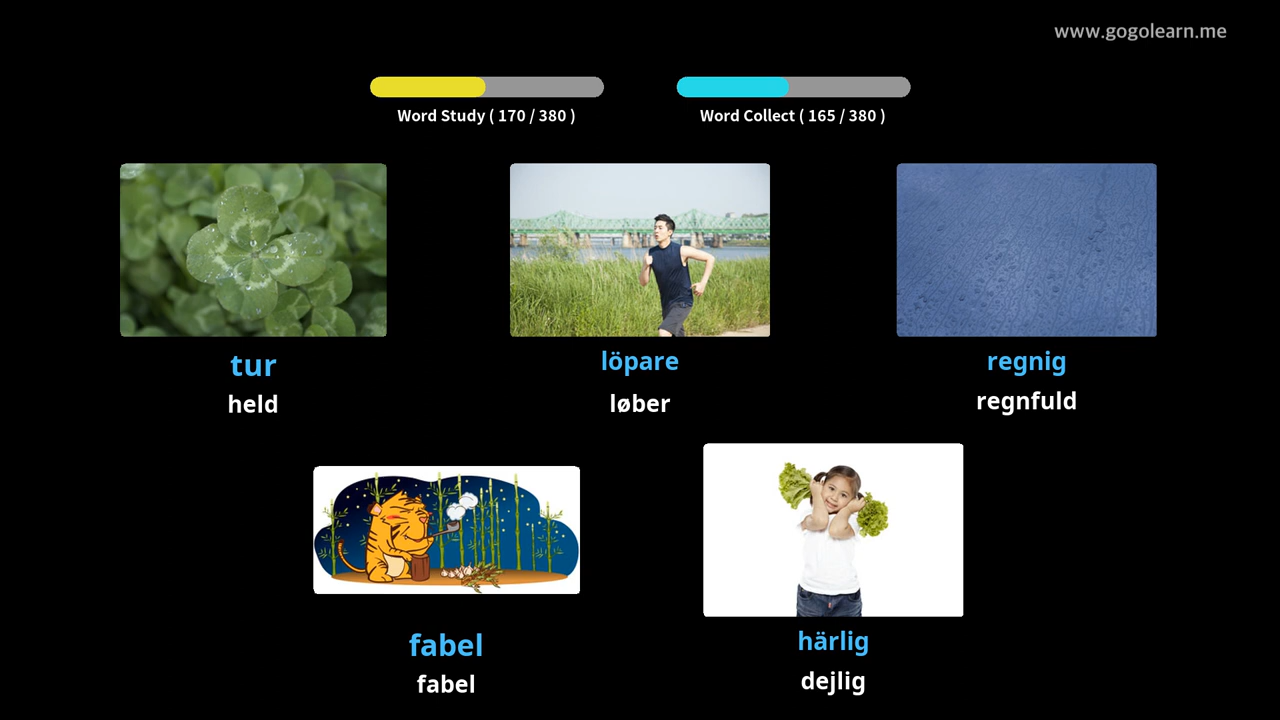 www.gogolearn.me
Word Study ( 170 / 380 )
Word Collect ( 165 / 380 )
tur
held
löpare
løber
regnig
regnfuld
fabel
fabel
härlig
dejlig